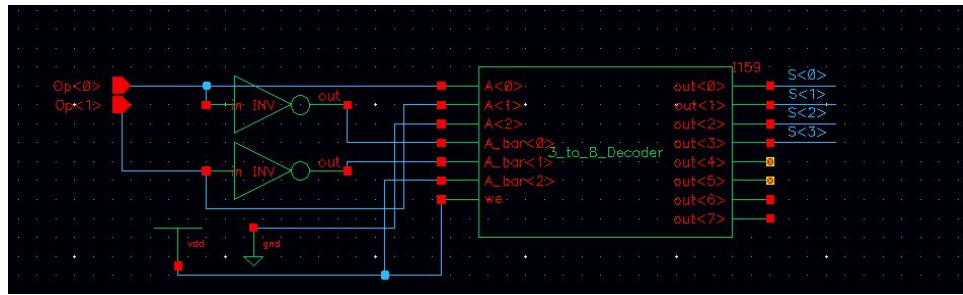 I159
Op<0>
Op<1>
in INV out
in INV out
vdd
gnd
A<0>
A<1>
A<2>
A_bar<0>
A_bar<1>
A_bar<2>
we
3_to_8_Decoder
out<0>
out<1>
out<2>
out<3>
out<4>
out<5>
out<6>
out<7>
S<0>
S<1>
S<2>
S<3>